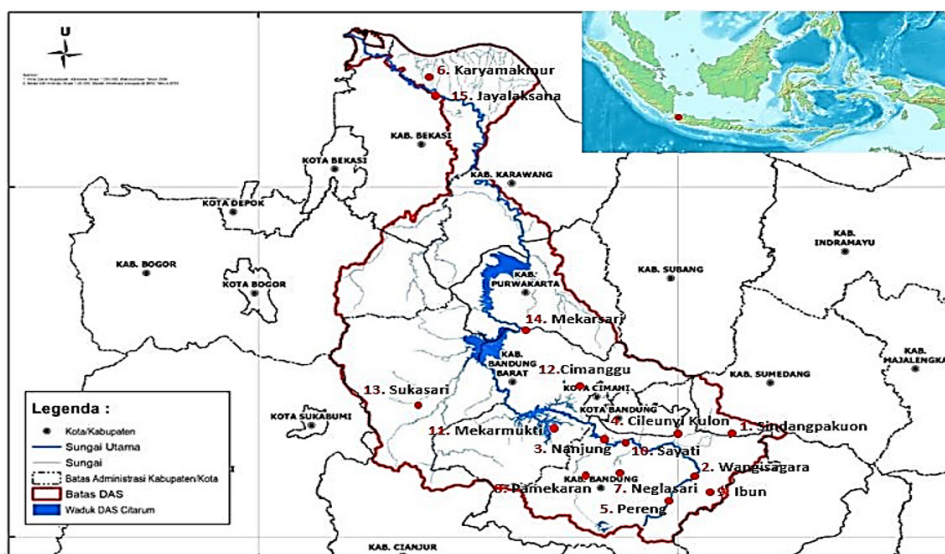 U
6. Karyamakmur
15. Jayalaksana
KAB. BEKASI
KOTA BEKASI
KAB. KARAWANG
KOTA DEPOK
KAB. INDRAMAYU
KAB. BOGOR
KOTA BOGOR
KAB. PURWAKARTA
KAB. SUBANG
14. Mekarsari
KAB. BANDUNG BARAT
12. Cimanggu
KOTA CIMAHI
KAB. SUMEDANG
KAB. MAJALENGKA
13. Sukasari
KOTA SUKABUMI
KOTA BANDUNG
4. Cileunyi Kulon
1. Sindangpakuon
11. Mekarmukti
3. Nanjung
10. Sayati
2. Wangisagara
8. Pamekaran
KAB. BANDUNG
7. Neglasari
9. Ibun
5. Pereng
KAB. CIANJUR
Legenda :
Kota/Kabupaten
Sungai Utama
Sungai
Batas Administrasi Kabupaten/Kota
Batas DAS
Waduk DAS Citarum